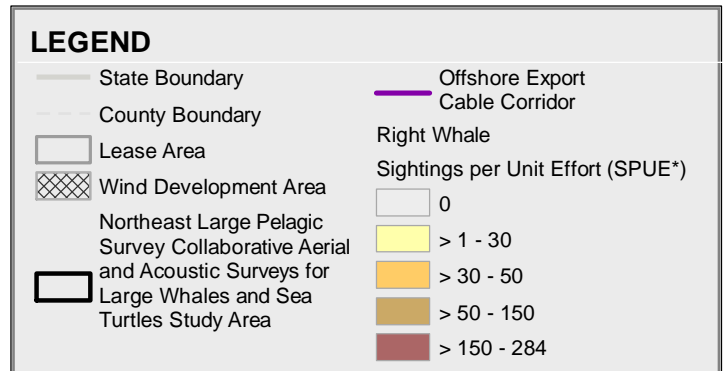 LEGEND
State Boundary
County Boundary
Lease Area
Wind Development Area
Northeast Large Pelagic
Survey Collaborative Aerial
and Acoustic Surveys for
Large Whales and Sea
Turtles Study Area
Offshore Export
Cable Corridor
Right Whale
Sightings per Unit Effort (SPUE*)
0
> 1 - 30
> 30 - 50
> 50 - 150
> 150 - 284